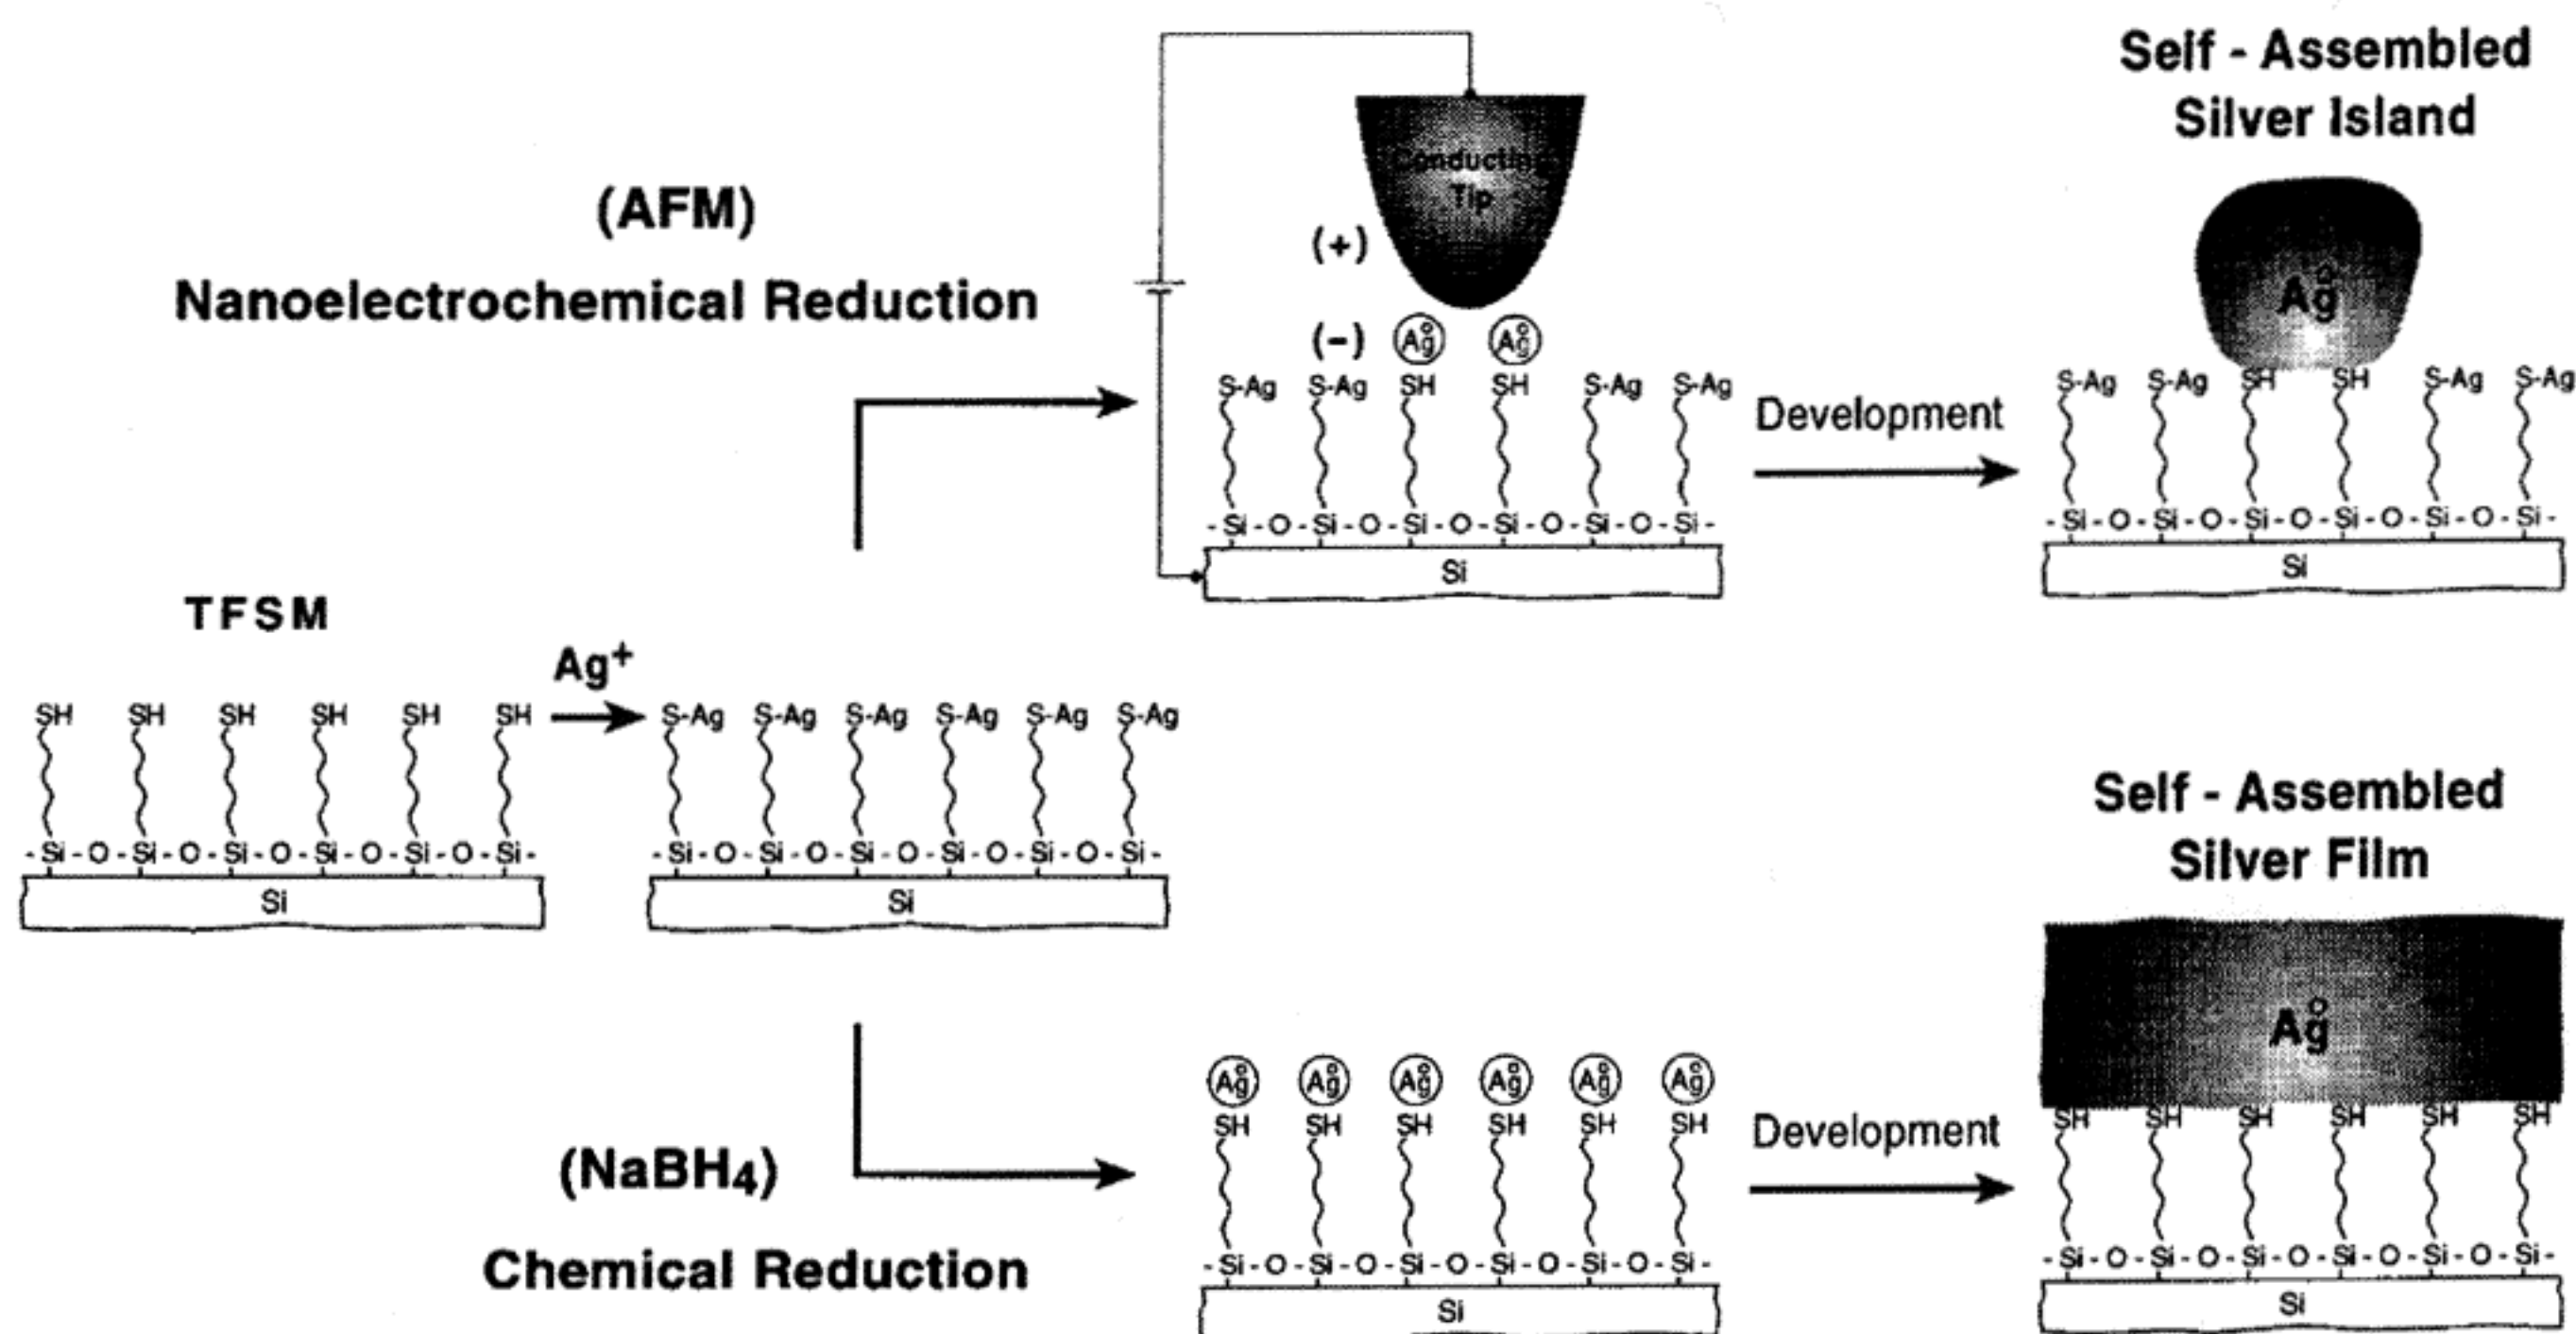 Self - Assembled
Silver Island
(AFM)
Nanoelectrochemical Reduction
Conducting
Tip
(+)
(-)
Ag° Ag°
Ag°
S-Ag S-Ag SH SH S-Ag S-Ag
Development
S-Ag S-Ag SH SH S-Ag S-Ag
-Si-O-Si-O-Si-O-Si-O-Si-O-Si-
Si
-Si-O-Si-O-Si-O-Si-O-Si-O-Si-
Si
TFSM
Ag⁺
SH SH SH SH SH SH
S-Ag S-Ag S-Ag S-Ag S-Ag S-Ag
-Si-O-Si-O-Si-O-Si-O-Si-O-Si-
Si
-Si-O-Si-O-Si-O-Si-O-Si-O-Si-
Si
Self - Assembled
Silver Film
Ag°
(NaBH₄)
Chemical Reduction
Ag° Ag° Ag° Ag° Ag° Ag°
SH SH SH SH SH SH
Development
SH SH SH SH SH SH
-Si-O-Si-O-Si-O-Si-O-Si-O-Si-
Si
-Si-O-Si-O-Si-O-Si-O-Si-O-Si-
Si